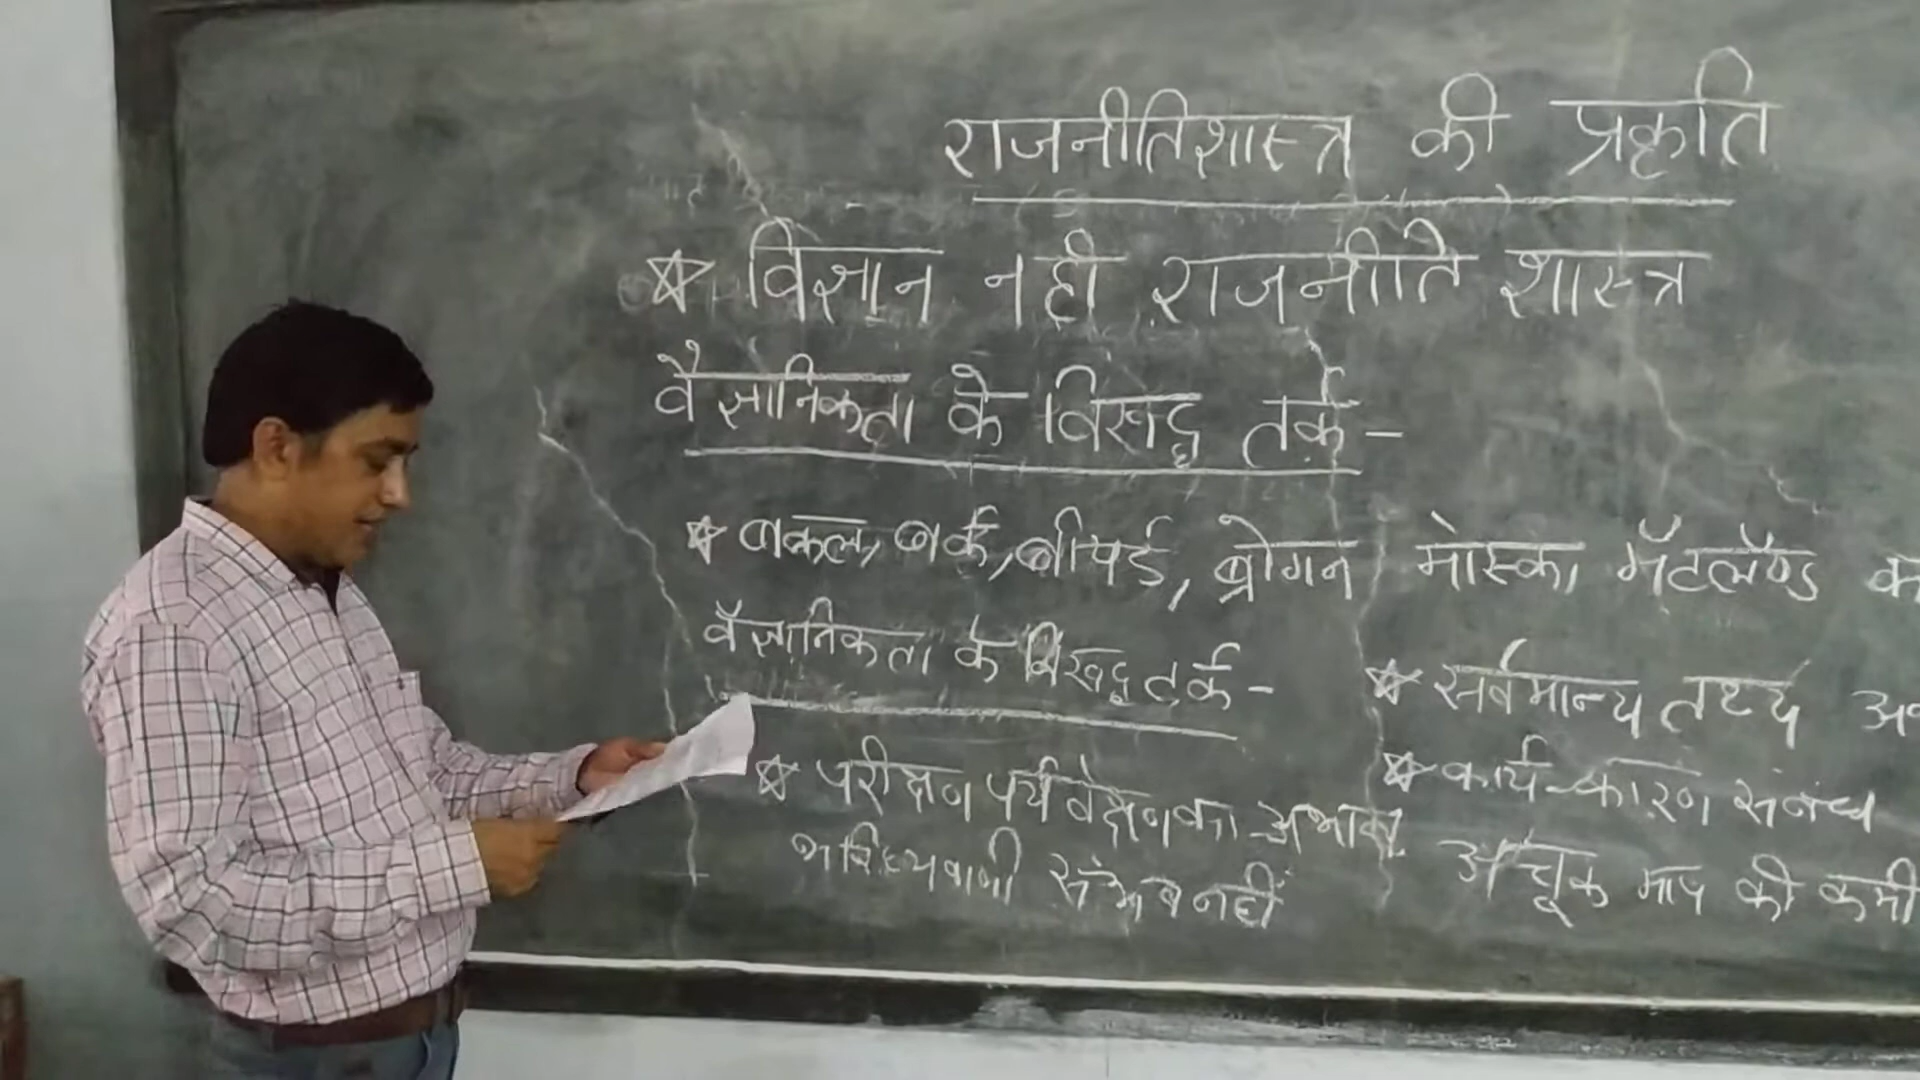 राजनीतिशास्त्र की प्रकृति
☆ विज्ञान नही राजनीति शास्त्र
वैज्ञानिकता के विरुद्ध तर्क –
☆ बकल, बर्क, बीयर्ड, ब्रोगन मोस्का, मैटलैण्ड
वैज्ञानिकता के विरुद्ध तर्क –
☆ परीक्षण पर्यवेक्षण का अभाव
भविष्यवाणी संभव नहीं
☆ सर्वमान्य तथ्य
☆ कार्य-कारण संबंध
अचूक माप की कमी